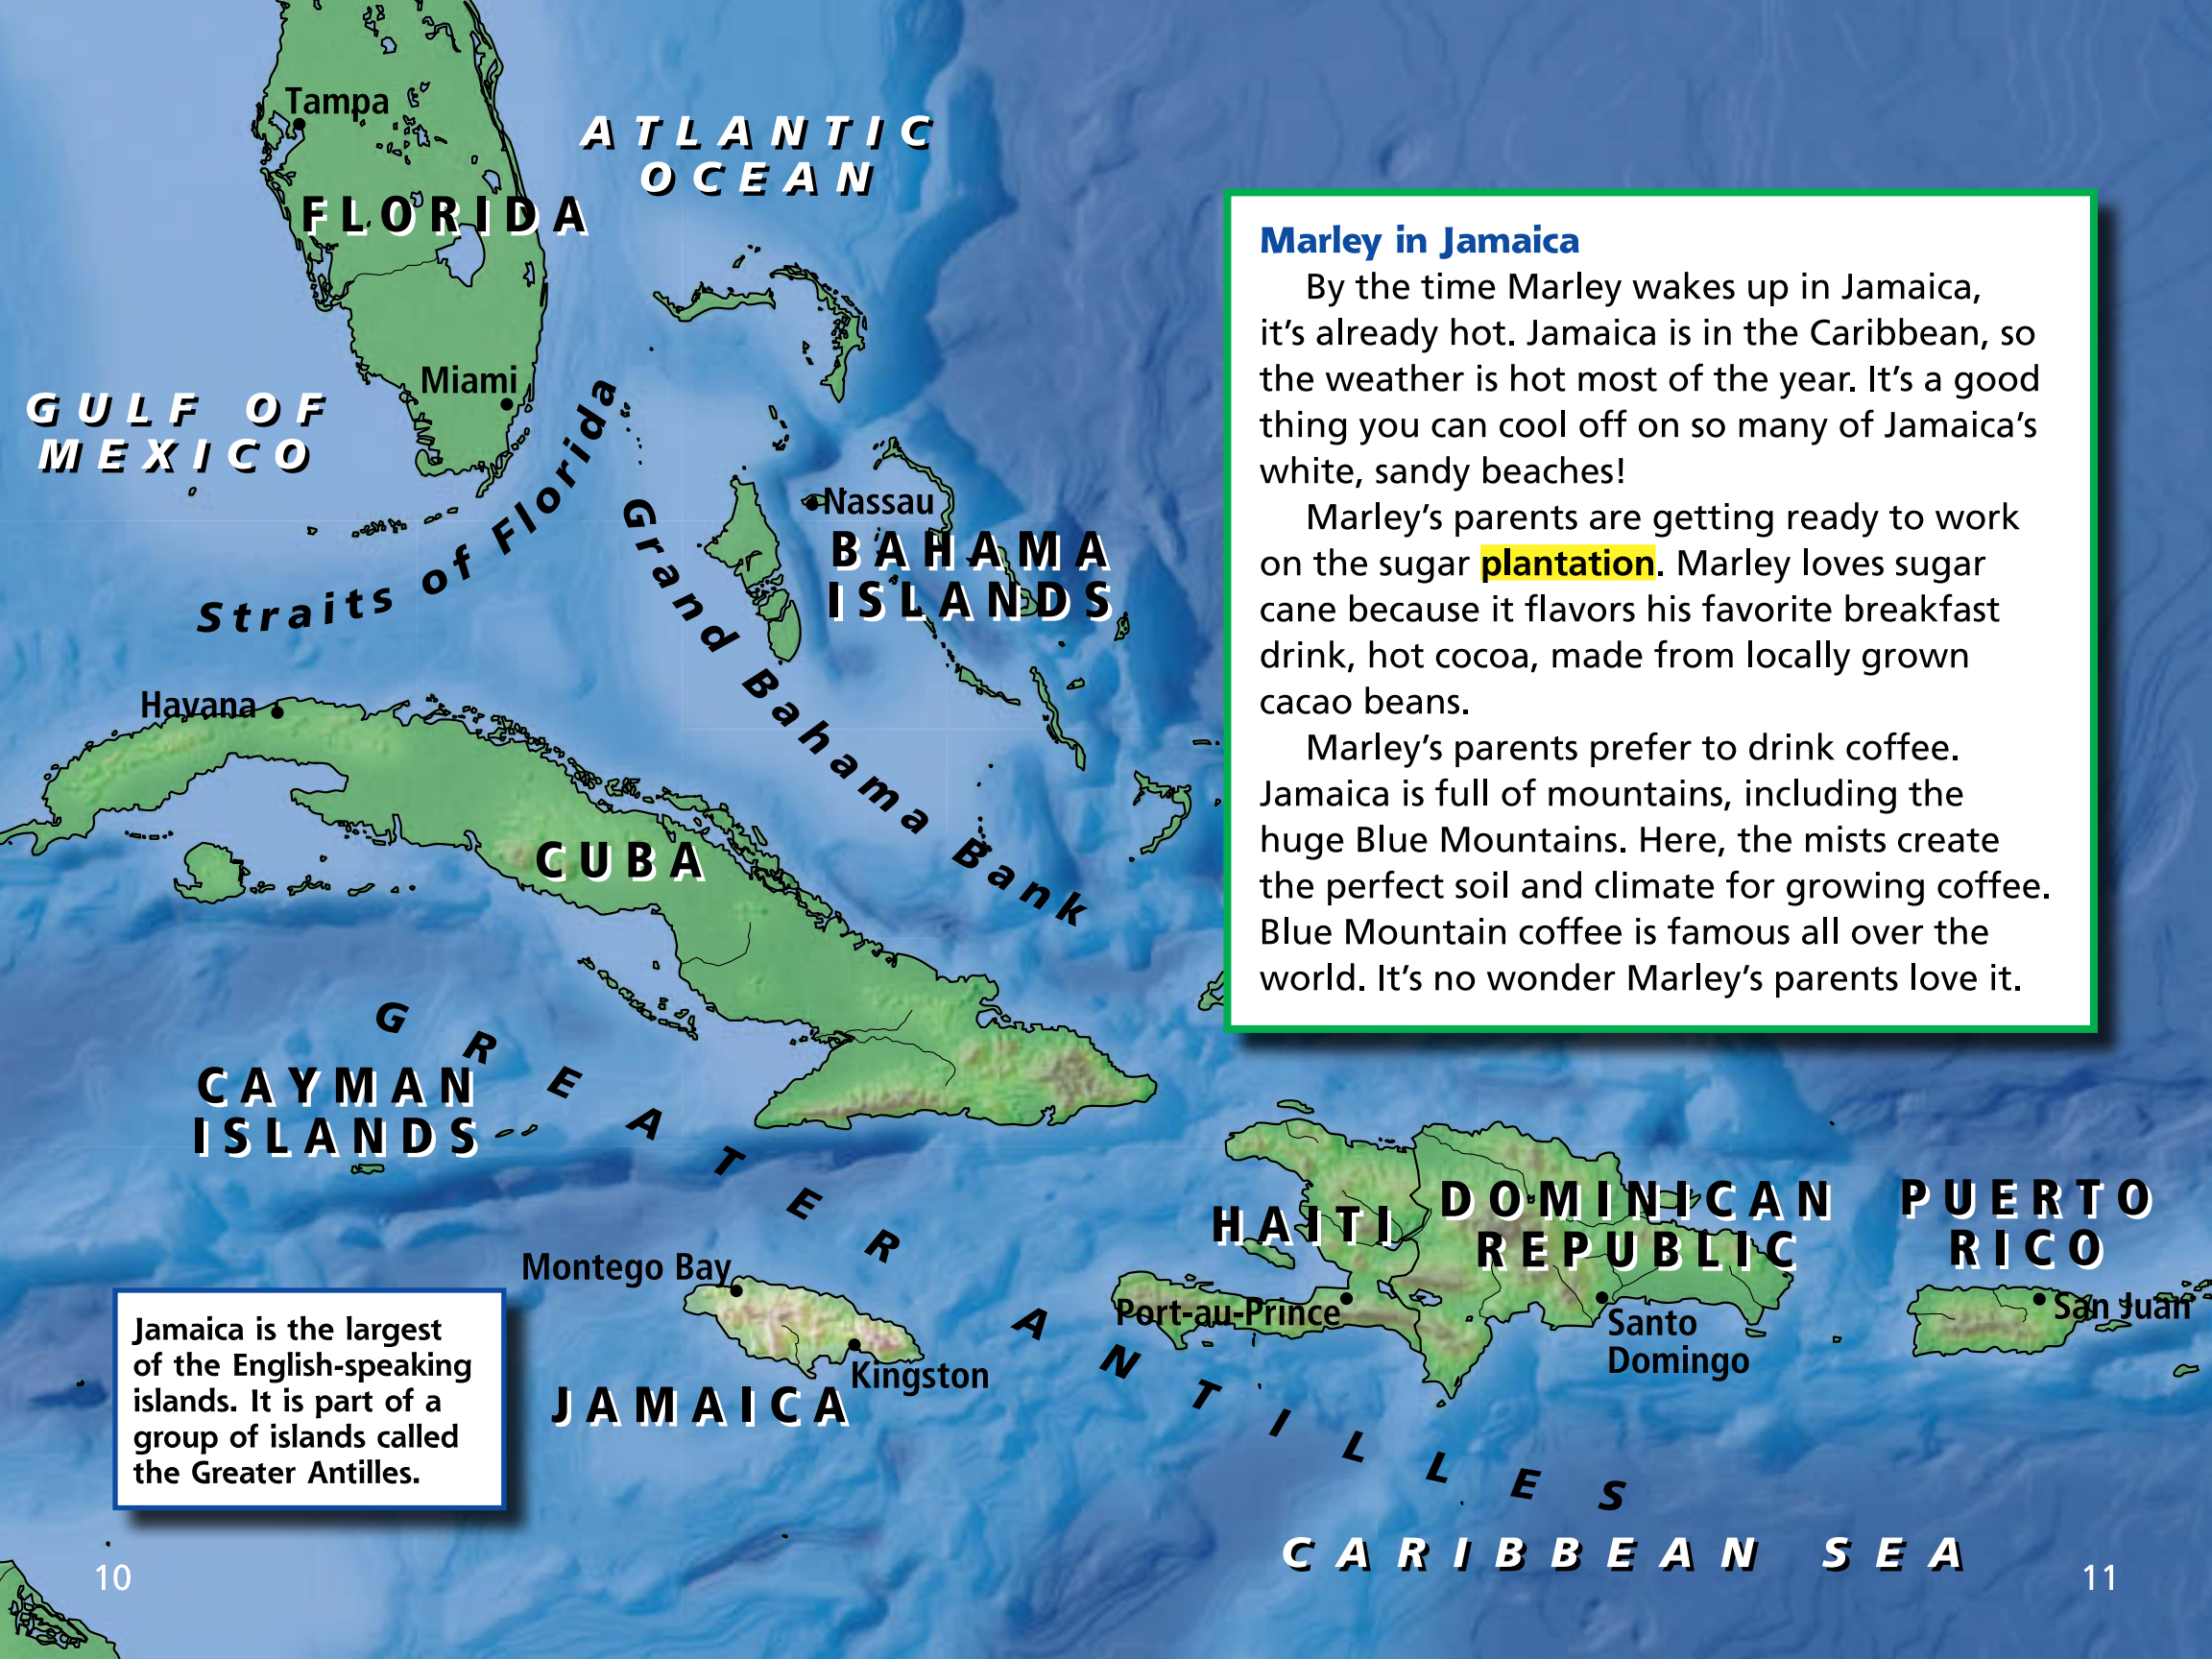 Tampa
ATLANTIC
OCEAN
FLORIDA
Miami
GULF OF
MEXICO
Straits of Florida
Grand Bahama Bank
Nassau
BAHAMA
ISLANDS
Havana
CUBA
CAYMAN
ISLANDS
GREATER ANTILLES
Montego Bay
Kingston
JAMAICA
HAITI
Port-au-Prince
DOMINICAN
REPUBLIC
Santo
Domingo
PUERTO
RICO
San Juan
CARIBBEAN SEA
Jamaica is the largest
of the English-speaking
islands. It is part of a
group of islands called
the Greater Antilles.
10
Marley in Jamaica
By the time Marley wakes up in Jamaica,
it's already hot. Jamaica is in the Caribbean, so
the weather is hot most of the year. It's a good
thing you can cool off on so many of Jamaica's
white, sandy beaches!
Marley's parents are getting ready to work
on the sugar plantation. Marley loves sugar
cane because it flavors his favorite breakfast
drink, hot cocoa, made from locally grown
cacao beans.
Marley's parents prefer to drink coffee.
Jamaica is full of mountains, including the
huge Blue Mountains. Here, the mists create
the perfect soil and climate for growing coffee.
Blue Mountain coffee is famous all over the
world. It's no wonder Marley's parents love it.
11